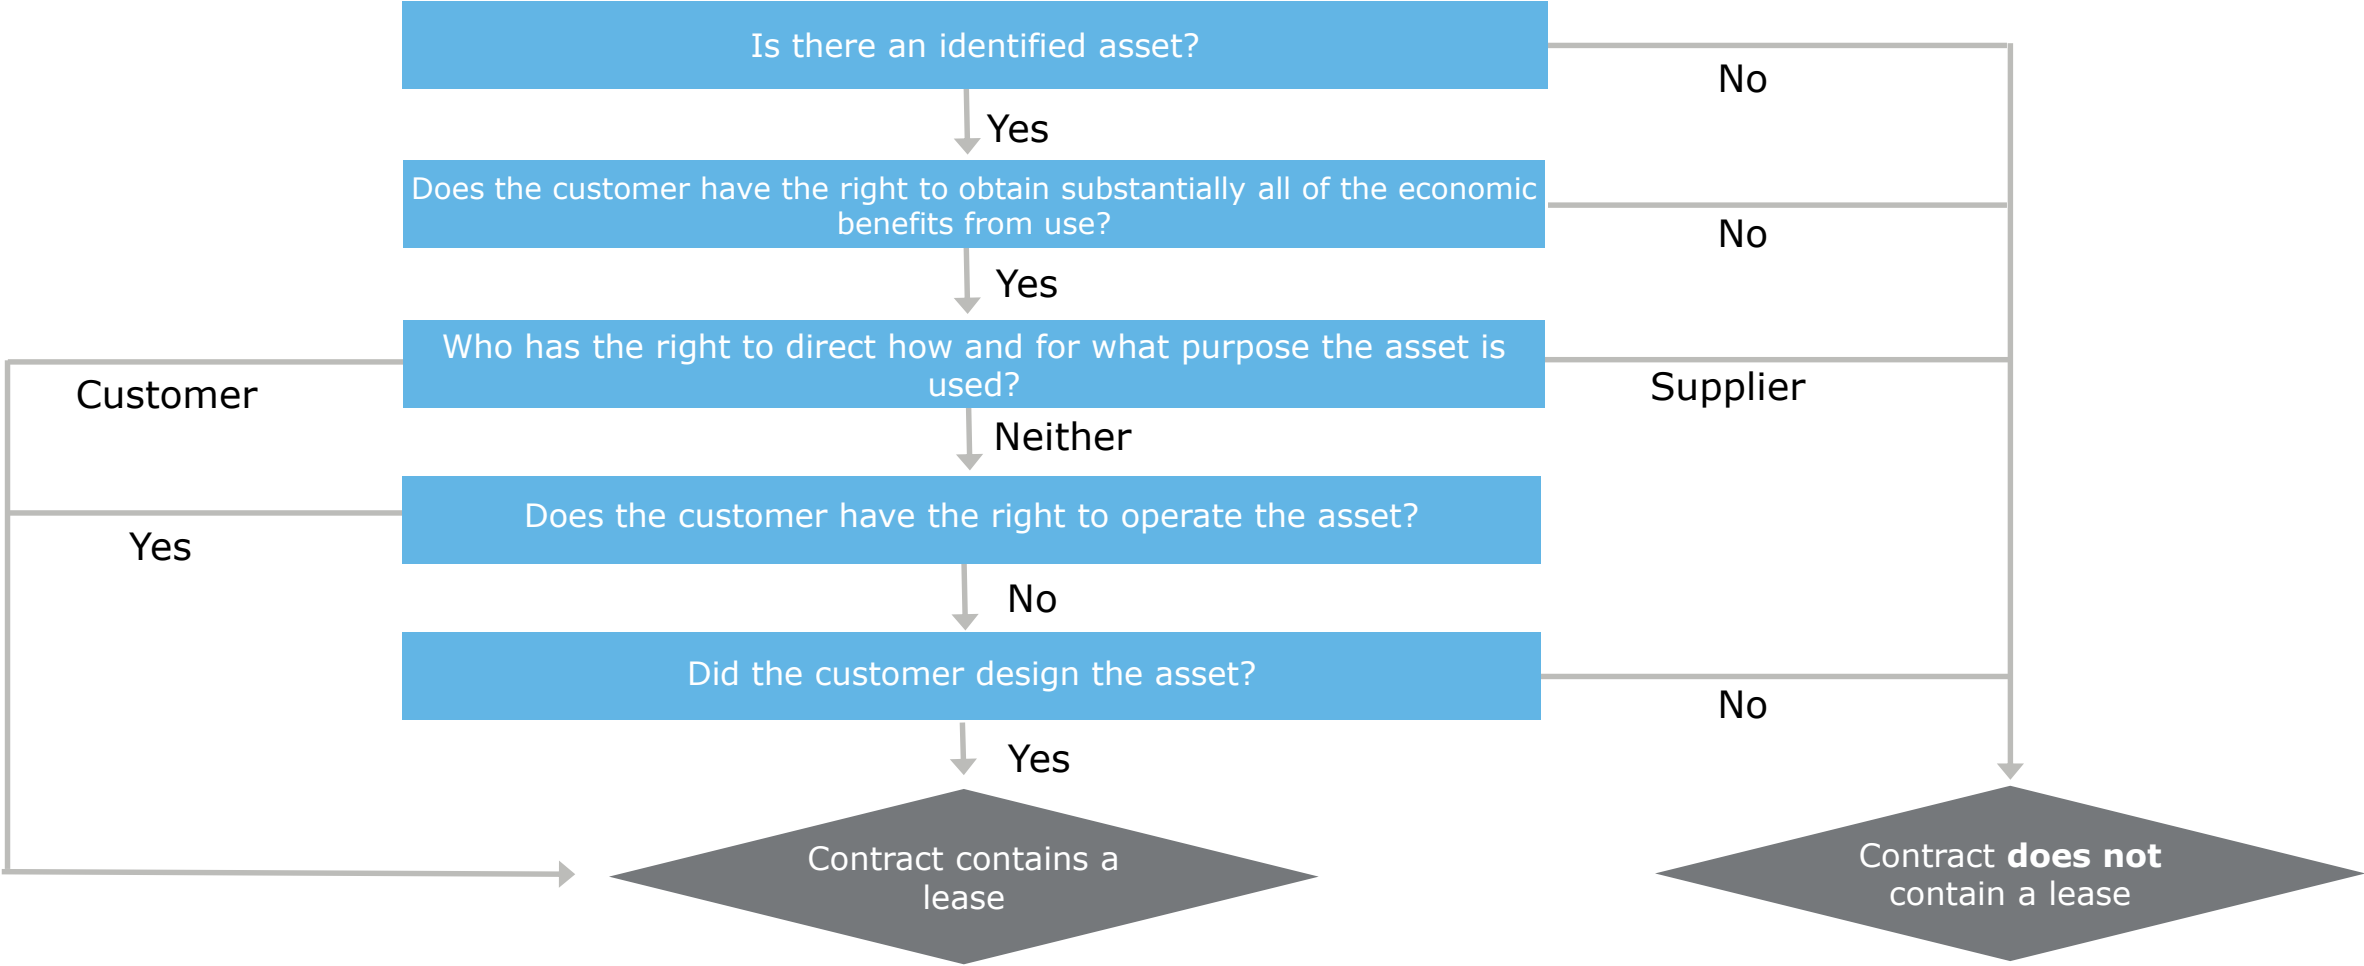 Is there an identified asset?
No
Yes
Does the customer have the right to obtain substantially all of the economic
benefits from use?
No
Yes
Who has the right to direct how and for what purpose the asset is
used?
Customer
Supplier
Neither
Does the customer have the right to operate the asset?
Yes
No
Did the customer design the asset?
No
Yes
Contract contains a
lease
Contract does not
contain a lease